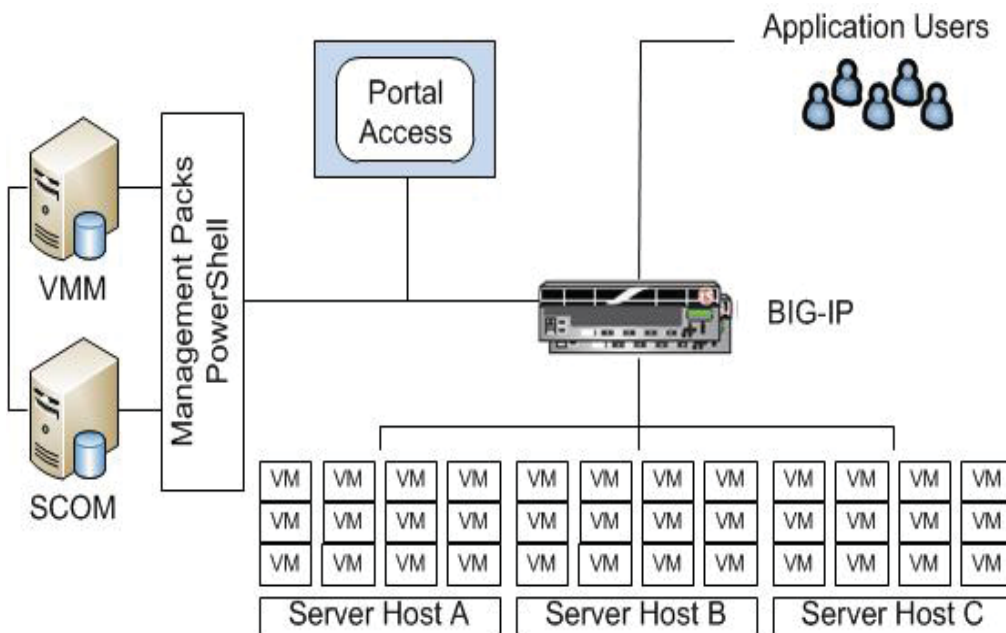 Application Users
Portal
Access
Management Packs
PowerShell
VMM
BIG-IP
SCOM
VM VM VM VM VM VM VM VM VM VM VM VM
VM VM VM VM VM VM VM VM VM VM VM VM
VM VM VM VM VM VM VM VM VM VM VM VM
Server Host A Server Host B Server Host C